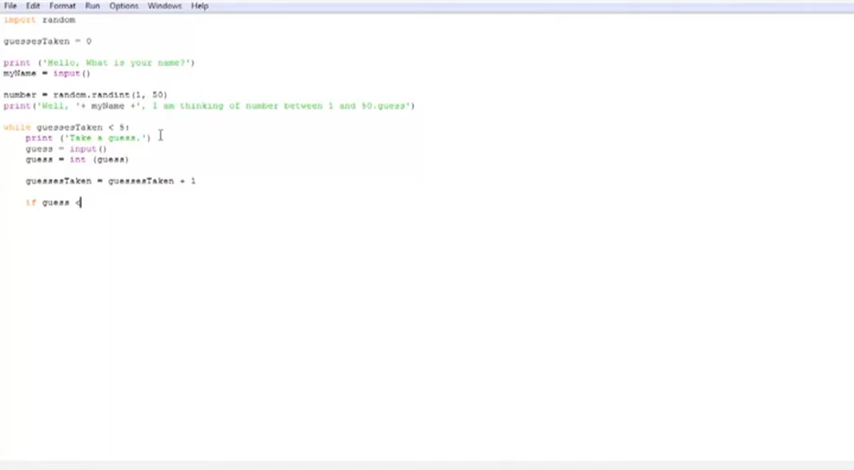 File Edit Format Run Options Windows Help
import random
guessesTaken = 0
print ('Hello, What is your name?')
myName = input()
number = random.randint(1, 50)
print('Well, '+ myName +', I am thinking of number between 1 and 50.guess')
while guessesTaken < 5:
print ('Take a guess.')
guess = input()
guess = int (guess)
guessesTaken = guessesTaken + 1
if guess <